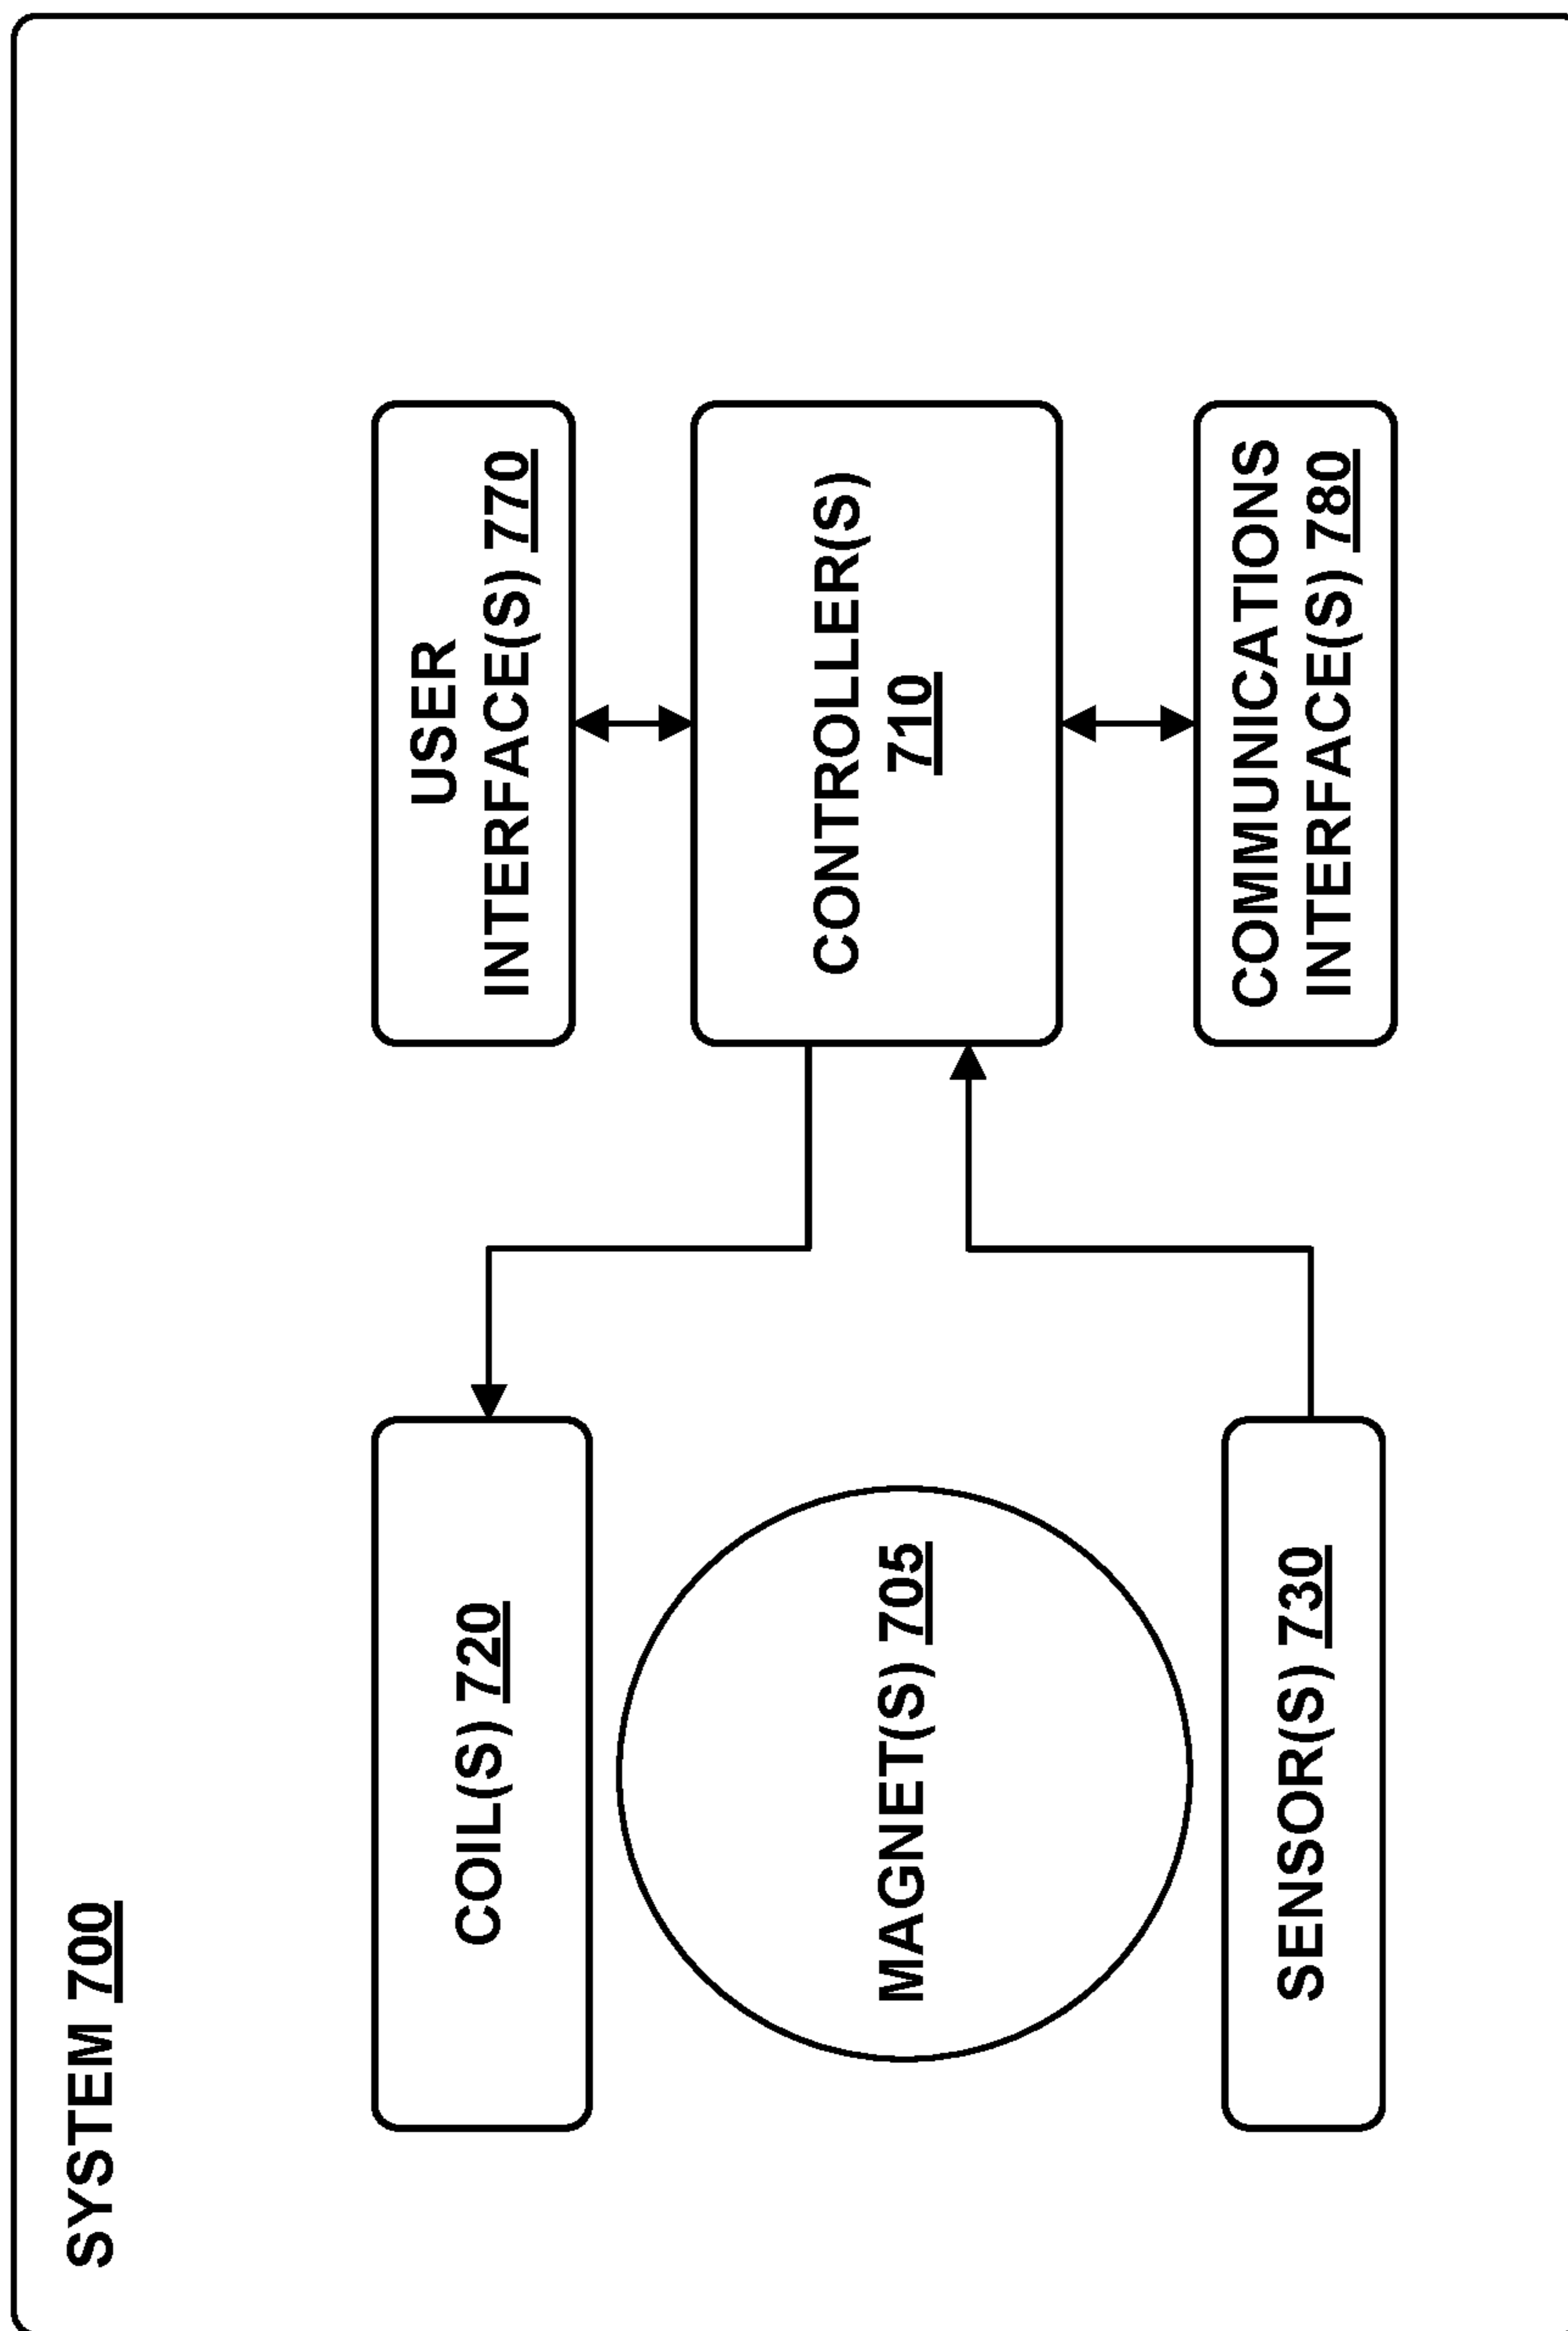 SYSTEM 700
COIL(S) 720
MAGNET(S) 705
SENSOR(S) 730
USER
INTERFACE(S) 770
CONTROLLER(S)
710
COMMUNICATIONS
INTERFACE(S) 780